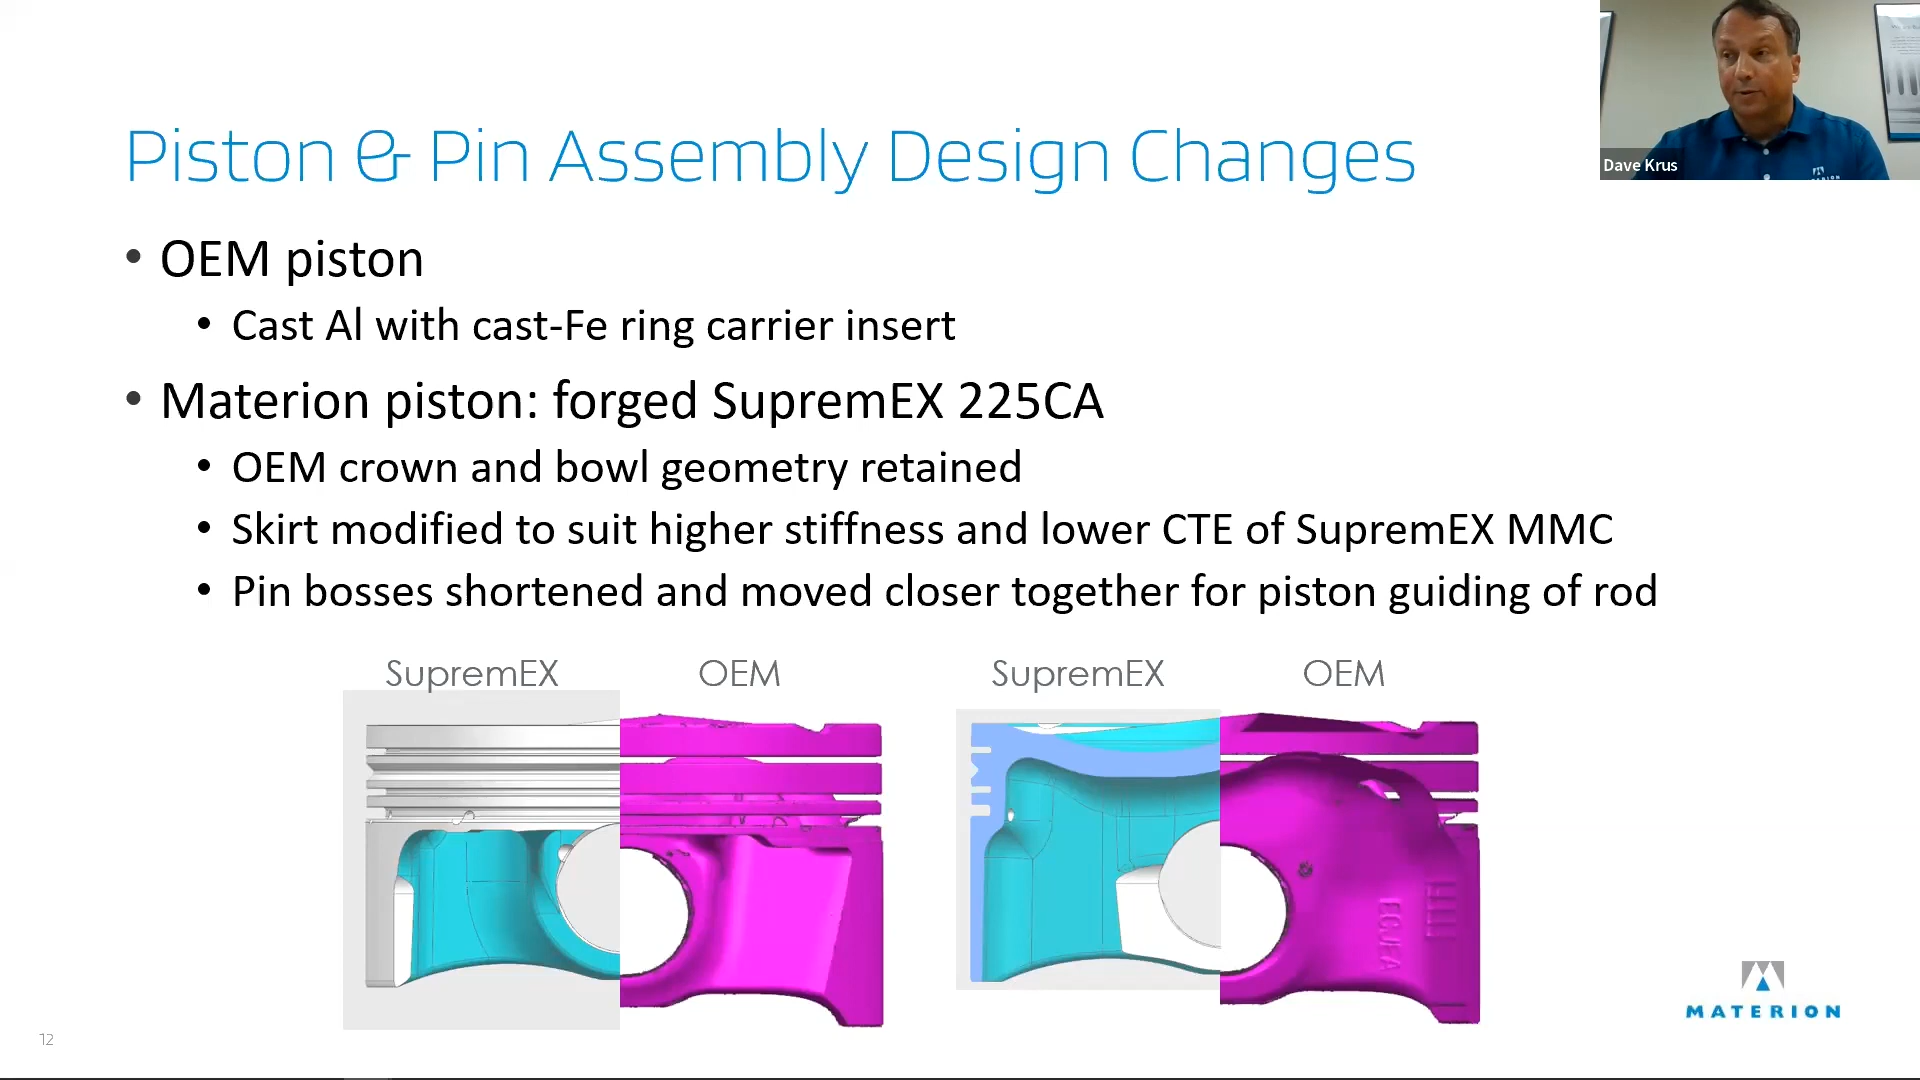 Piston & Pin Assembly Design Changes
Dave Krus
• OEM piston
• Cast Al with cast-Fe ring carrier insert
• Materion piston: forged SupremEX 225CA
• OEM crown and bowl geometry retained
• Skirt modified to suit higher stiffness and lower CTE of SupremEX MMC
• Pin bosses shortened and moved closer together for piston guiding of rod
SupremEX OEM SupremEX OEM
MATERION
12